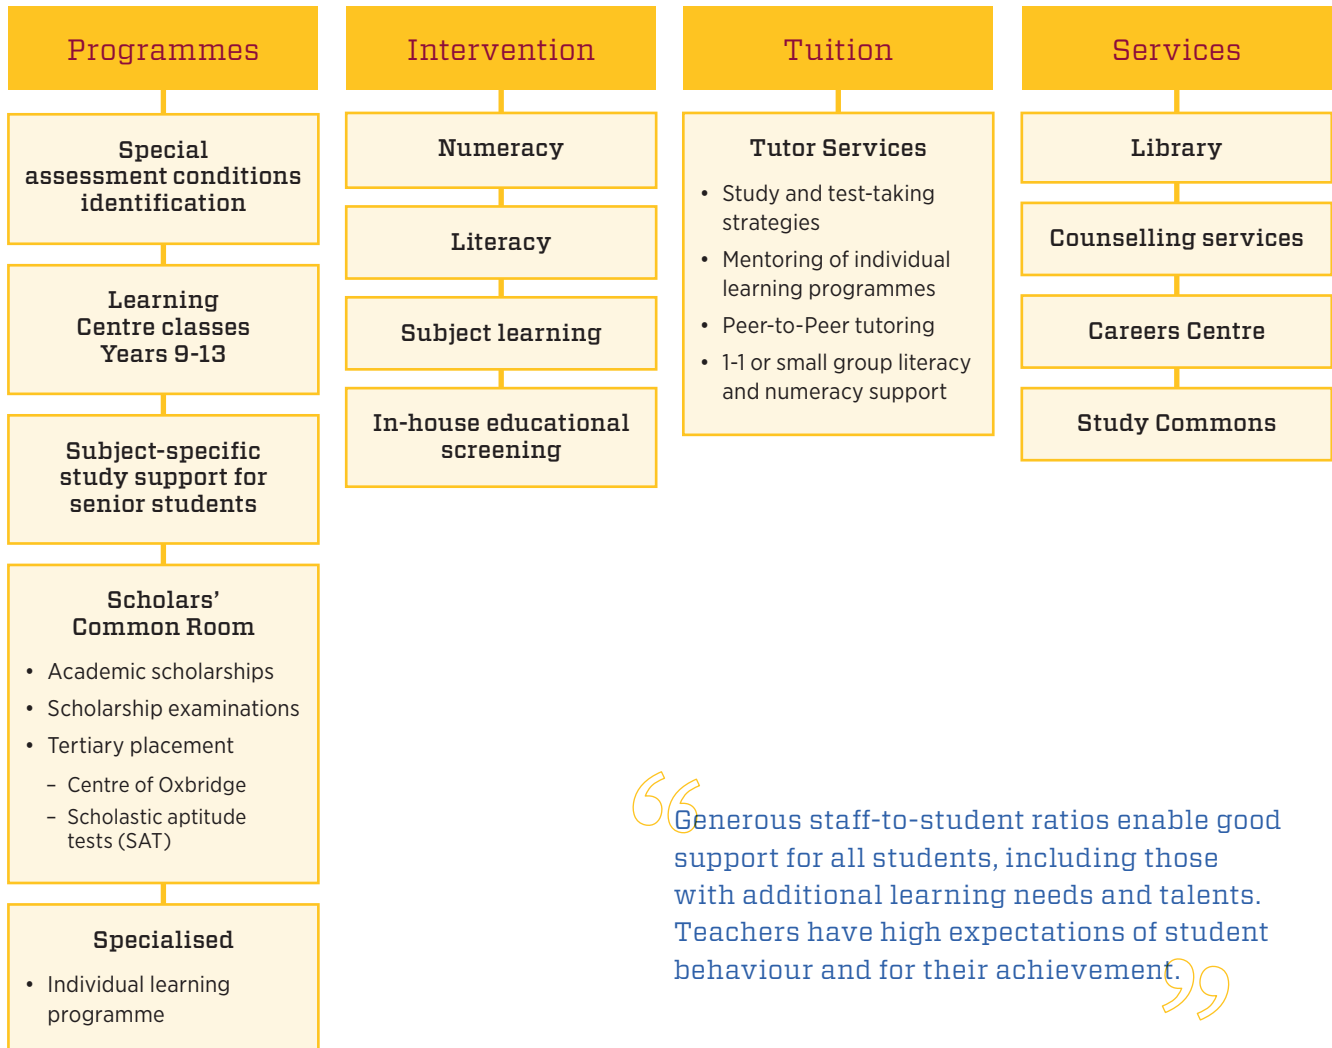 Programmes
Special
assessment conditions
identification
Learning
Centre classes
Years 9-13
Subject-specific
study support for
senior students
Scholars’
Common Room
• Academic scholarships
• Scholarship examinations
• Tertiary placement
– Centre of Oxbridge
– Scholastic aptitude
tests (SAT)
Specialised
• Individual learning
programme
Intervention
Numeracy
Literacy
Subject learning
In-house educational
screening
Tuition
Tutor Services
• Study and test-taking
strategies
• Mentoring of individual
learning programmes
• Peer-to-Peer tutoring
• 1-1 or small group literacy
and numeracy support
Services
Library
Counselling services
Careers Centre
Study Commons
“Generous staff-to-student ratios enable good
support for all students, including those
with additional learning needs and talents.
Teachers have high expectations of student
behaviour and for their achievement.”